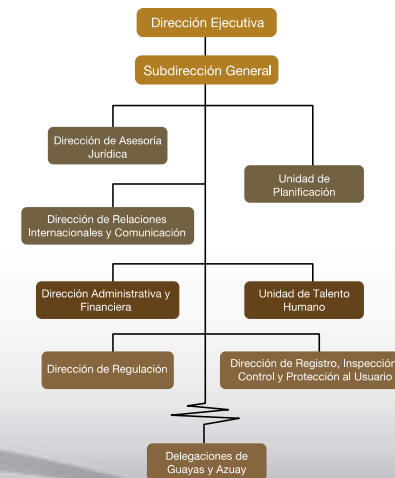 Dirección Ejecutiva
Subdirección General
Dirección de Asesoría
Jurídica
Unidad de
Planificación
Dirección de Relaciones
Internacionales y Comunicación
Dirección Administrativa y
Financiera
Unidad de Talento
Humano
Dirección de Regulación
Dirección de Registro, Inspección
Control y Protección al Usuario
Delegaciones de
Guayas y Azuay